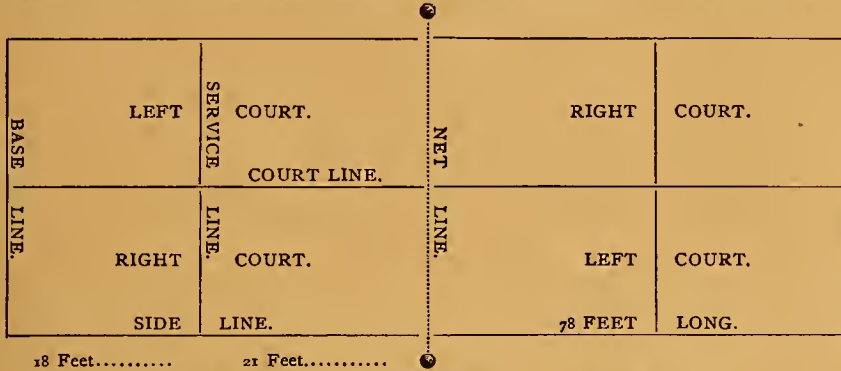 LEFT COURT. RIGHT COURT.
SERVICE LINE.
BASE LINE.
NET LINE.
COURT LINE.
RIGHT COURT. LEFT COURT.
SIDE LINE. 78 FEET LONG.
18 Feet.......... 21 Feet...........